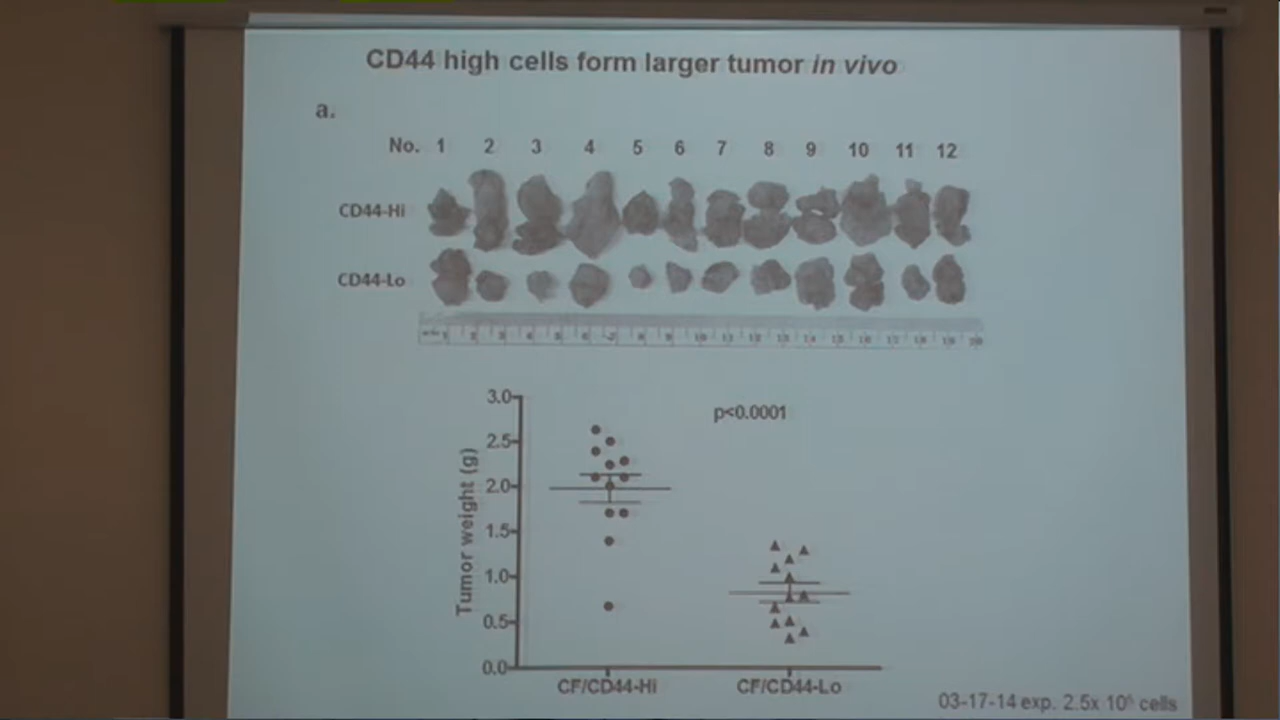 CD44 high cells form larger tumor in vivo
a.
No. 1 2 3 4 5 6 7 8 9 10 11 12
CD44-Hi
CD44-Lo
3.0
p<0.0001
2.5
2.0
1.5
1.0
0.5
0.0
Tumor weight (g)
CF/CD44-Hi CF/CD44-Lo
03-17-14 exp. 2.5x 10⁵ cells